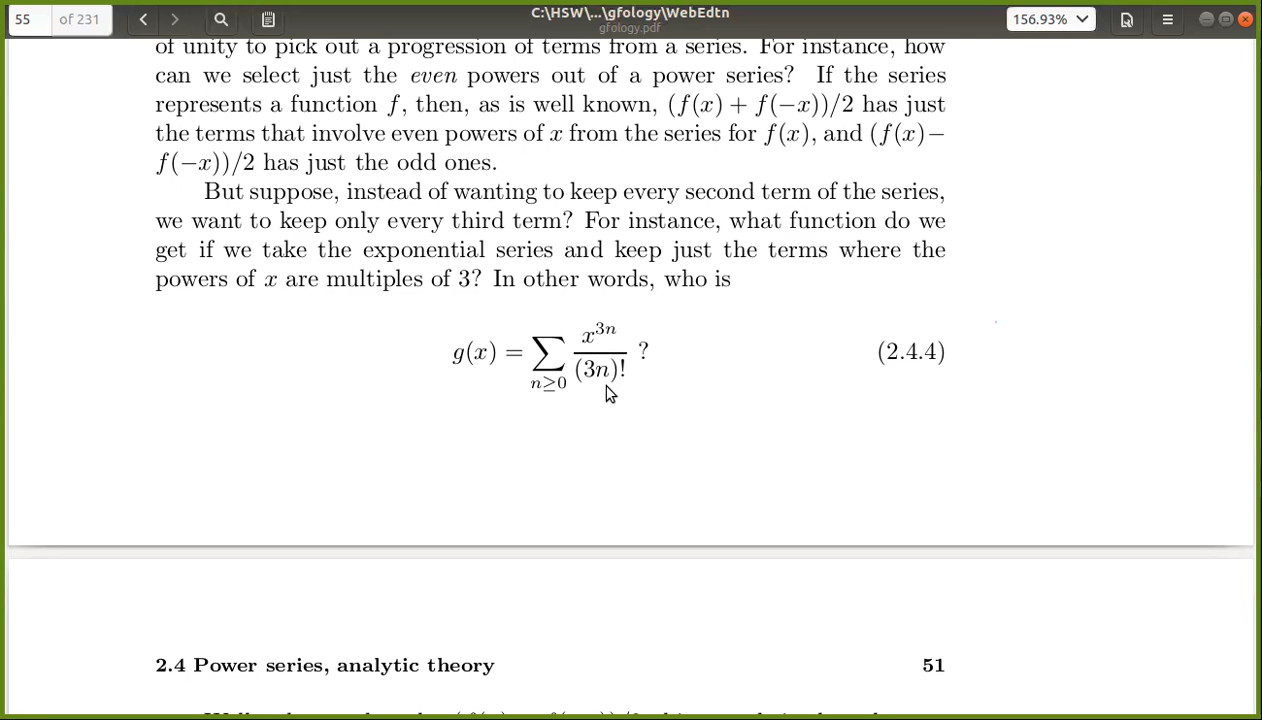 55 of 231
C:\HSW\...\gfology\WebEdtn
gfology.pdf
156.93%
of unity to pick out a progression of terms from a series. For instance, how
can we select just the even powers out of a power series? If the series
represents a function f, then, as is well known, (f(x) + f(−x))/2 has just
the terms that involve even powers of x from the series for f(x), and (f(x)−
f(−x))/2 has just the odd ones.
But suppose, instead of wanting to keep every second term of the series,
we want to keep only every third term? For instance, what function do we
get if we take the exponential series and keep just the terms where the
powers of x are multiples of 3? In other words, who is
g(x) = ∑_{n≥0} x^{3n}/(3n)! ? (2.4.4)
2.4 Power series, analytic theory 51